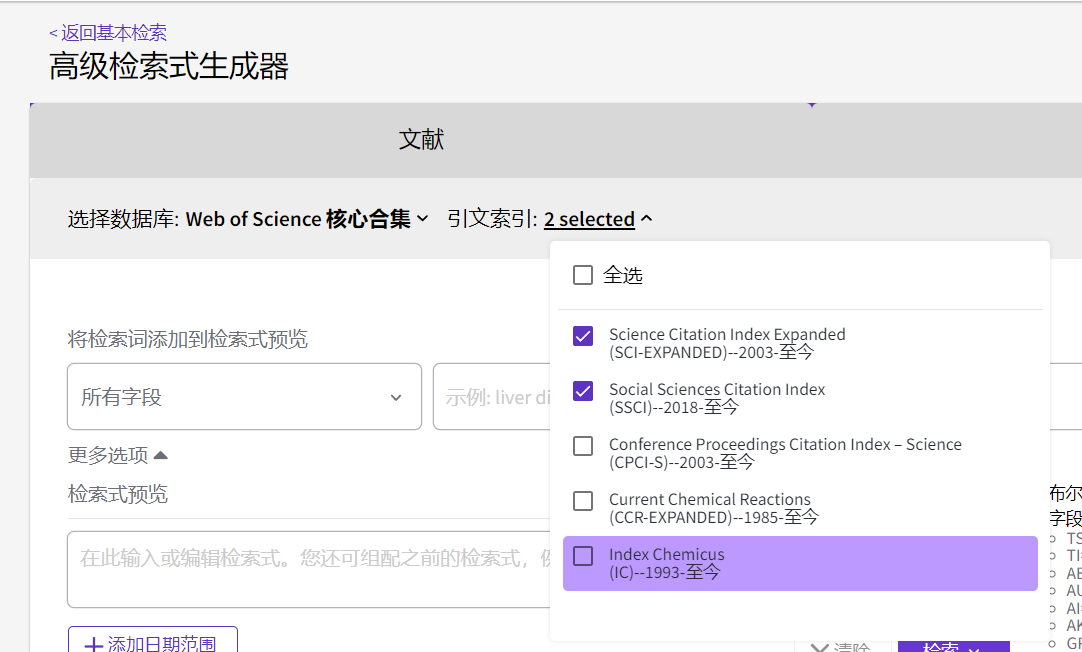 < 返回基本检索
高级检索式生成器
文献
选择数据库: Web of Science 核心合集 引文索引: 2 selected
全选
将检索词添加到检索式预览
Science Citation Index Expanded
(SCI-EXPANDED)--2003-至今
所有字段
示例: liver di
Social Sciences Citation Index
(SSCI)--2018-至今
更多选项
Conference Proceedings Citation Index – Science
(CPCI-S)--2003-至今
检索式预览
Current Chemical Reactions
(CCR-EXPANDED)--1985-至今
布尔
字段
在此输入或编辑检索式。您还可组配之前的检索式，
Index Chemicus
(IC)--1993-至今
TS
TI
AB
AU
AI
AK
GP
+ 添加日期范围
清除
检索